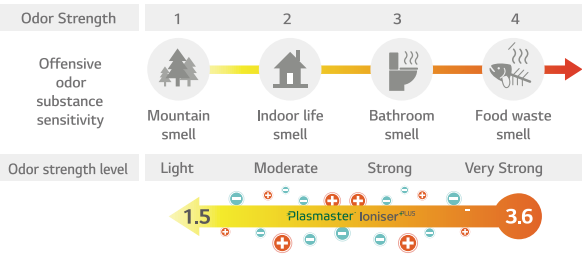 Odor Strength 1 2 3 4
Offensive
odor
substance
sensitivity
Mountain
smell
Indoor life
smell
Bathroom
smell
Food waste
smell
Odor strength level Light Moderate Strong Very Strong
1.5 Plasmaster Ioniser+PLUS 3.6